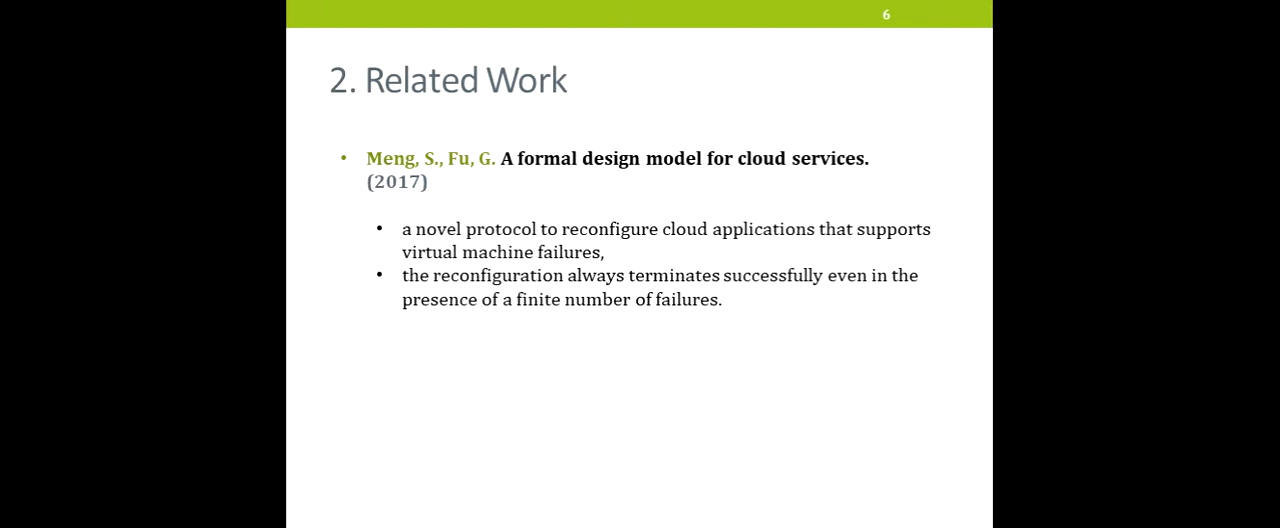 6
2. Related Work
• Meng, S., Fu, G. A formal design model for cloud services.
(2017)
• a novel protocol to reconfigure cloud applications that supports
virtual machine failures,
• the reconfiguration always terminates successfully even in the
presence of a finite number of failures.